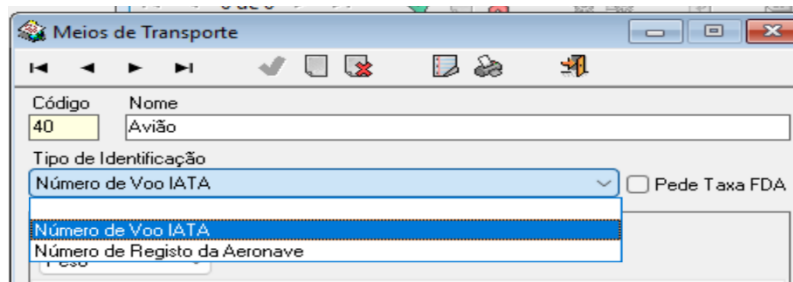 Meios de Transporte
Código Nome
40 Avião
Tipo de Identificação
Número de Voo IATA Pede Taxa FDA
Número de Voo IATA
Número de Registo da Aeronave